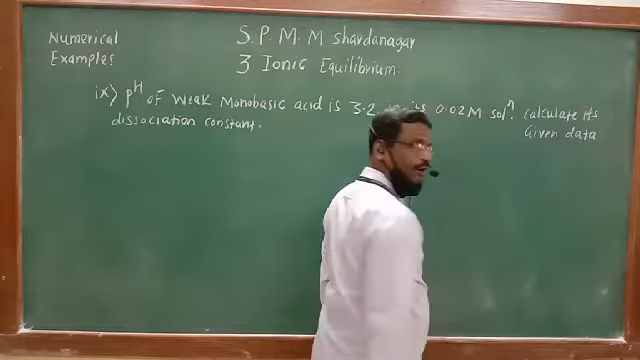 Numerical
Examples
S.P.M.M shardanagar
3 Ionic Equilibrium.
ix) pH of weak Monobasic acid is 3.2 its 0.02M solⁿ. calculate its
dissociation constant.
Given data